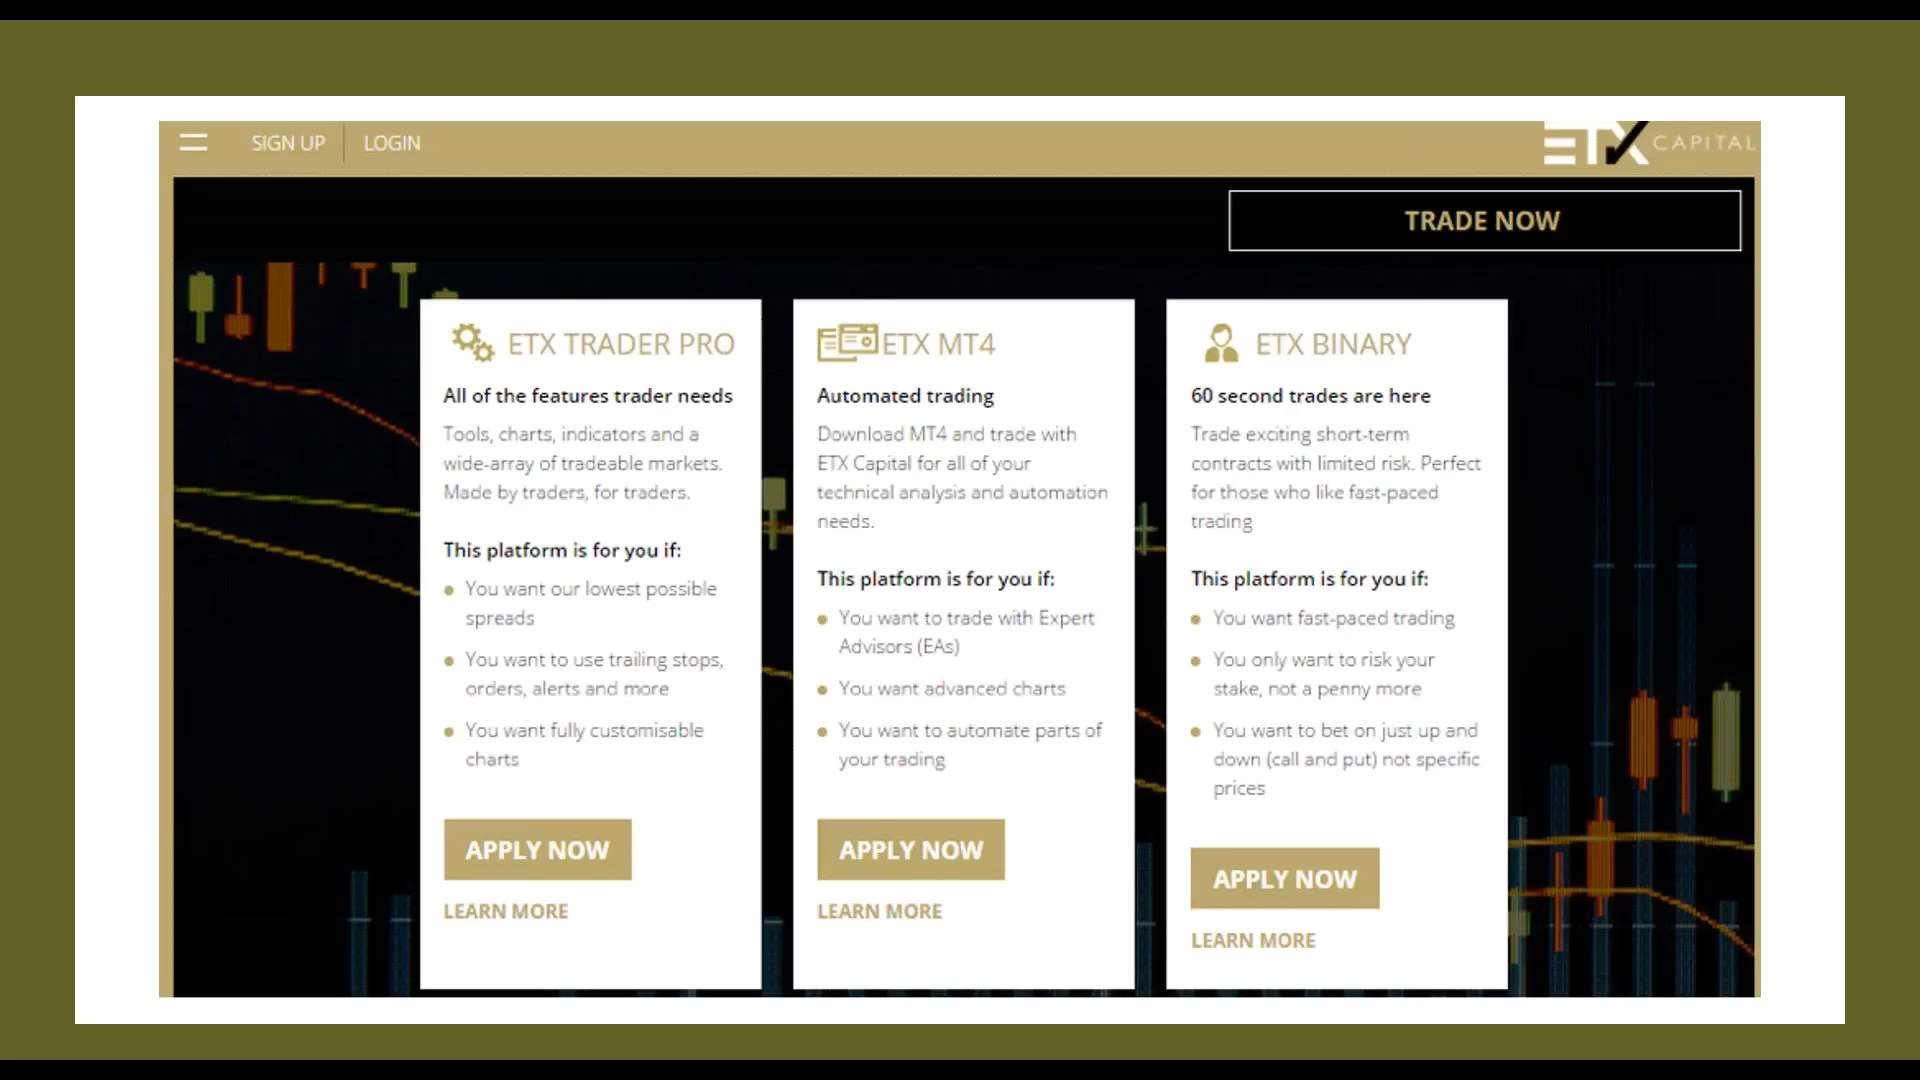 SIGN UP LOGIN
ETX CAPITAL
TRADE NOW
ETX TRADER PRO
All of the features trader needs
Tools, charts, indicators and a
wide-array of tradeable markets.
Made by traders, for traders.
This platform is for you if:
You want our lowest possible
spreads
You want to use trailing stops,
orders, alerts and more
You want fully customisable
charts
APPLY NOW
LEARN MORE
ETX MT4
Automated trading
Download MT4 and trade with
ETX Capital for all of your
technical analysis and automation
needs.
This platform is for you if:
You want to trade with Expert
Advisors (EAs)
You want advanced charts
You want to automate parts of
your trading
APPLY NOW
LEARN MORE
ETX BINARY
60 second trades are here
Trade exciting short-term
contracts with limited risk. Perfect
for those who like fast-paced
trading
This platform is for you if:
You want fast-paced trading
You only want to risk your
stake, not a penny more
You want to bet on just up and
down (call and put) not specific
prices
APPLY NOW
LEARN MORE